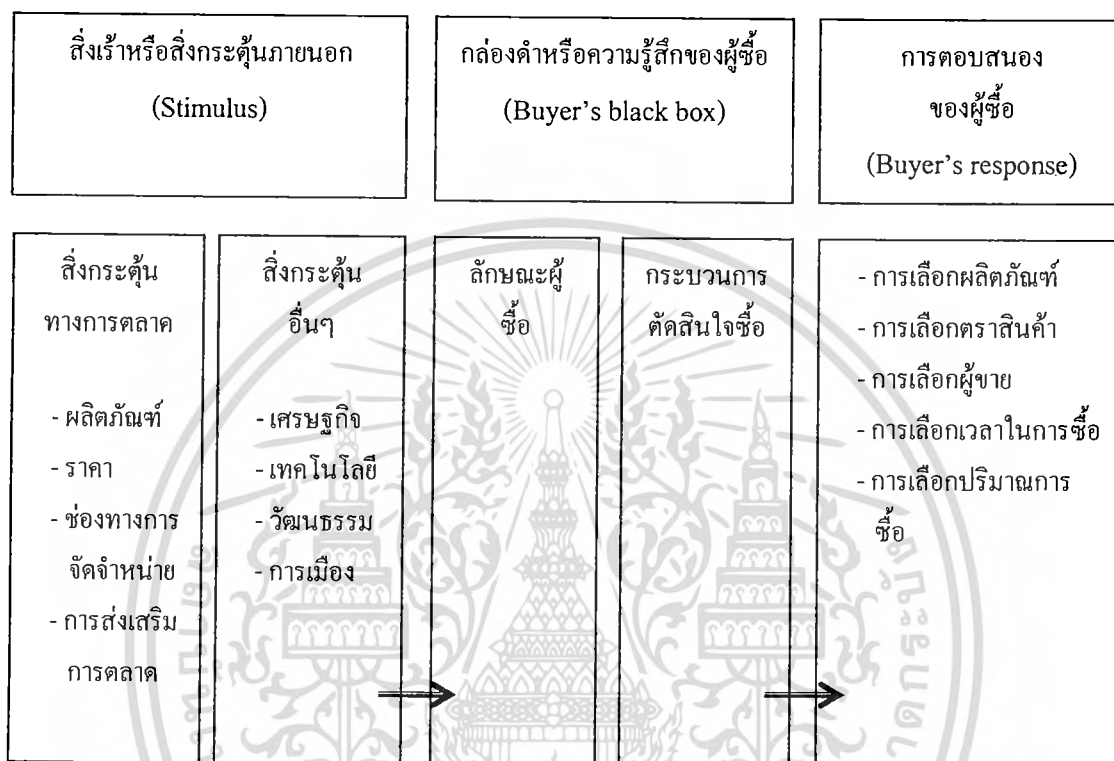 สิ่งเร้าหรือสิ่งกระตุ้นภายนอก
(Stimulus)
กล่องดำหรือความรู้สึกของผู้ซื้อ
(Buyer's black box)
การตอบสนอง
ของผู้ซื้อ
(Buyer's response)
สิ่งกระตุ้น
ทางการตลาด
- ผลิตภัณฑ์
- ราคา
- ช่องทางการ
จัดจำหน่าย
- การส่งเสริม
การตลาด
สิ่งกระตุ้น
อื่นๆ
- เศรษฐกิจ
- เทคโนโลยี
- วัฒนธรรม
- การเมือง
ลักษณะผู้
ซื้อ
กระบวนการ
ตัดสินใจซื้อ
- การเลือกผลิตภัณฑ์
- การเลือกตราสินค้า
- การเลือกผู้ขาย
- การเลือกเวลาในการซื้อ
- การเลือกปริมาณการ
ซื้อ